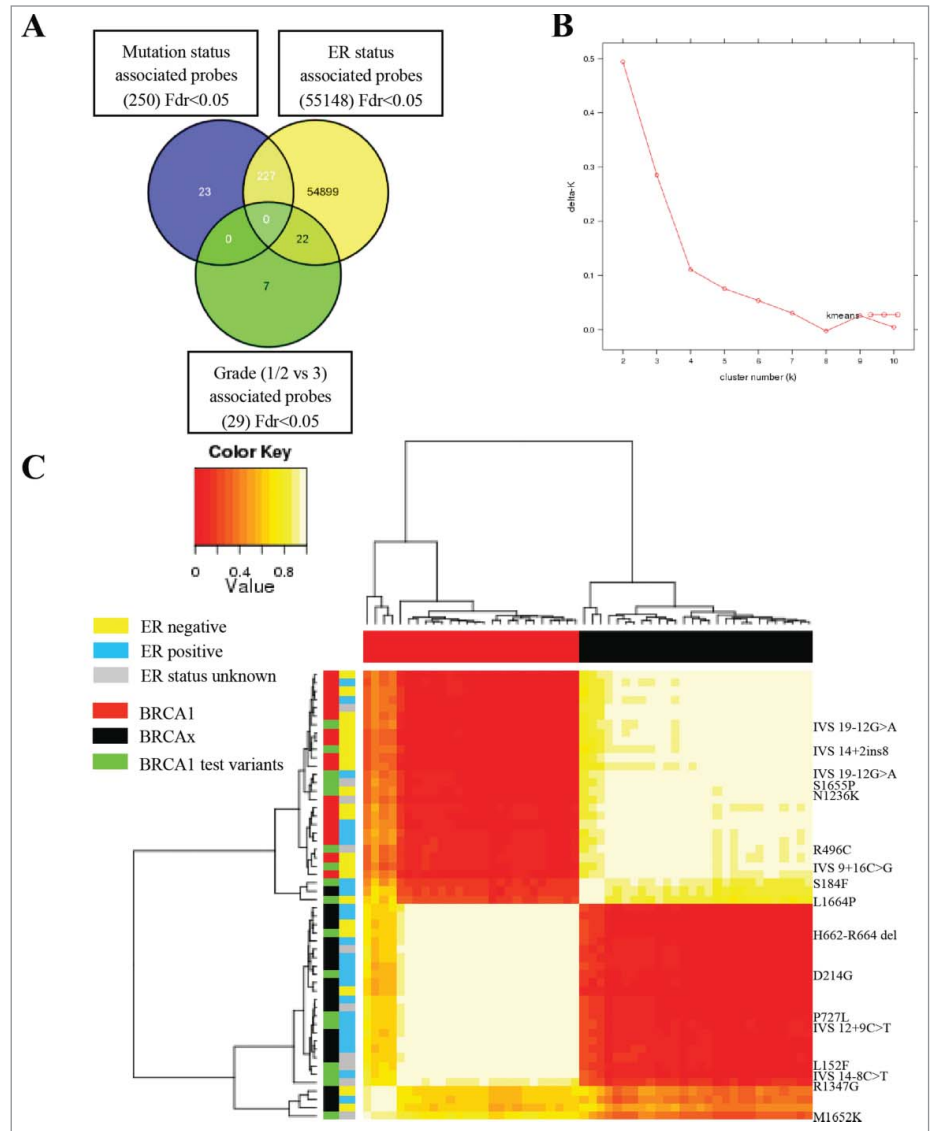 A
Mutation status
associated probes
(250) Fdr<0.05
ER status
associated probes
(55148) Fdr<0.05
23
227
54899
0
0
22
7
Grade (1/2 vs 3)
associated probes
(29) Fdr<0.05
B
0.5
0.4
0.3
0.2
0.1
0.0
delta-K
kmeans
2 3 4 5 6 7 8 9 10
cluster number (k)
C
Color Key
0 0.4 0.8
Value
ER negative
ER positive
ER status unknown
BRCA1
BRCAx
BRCA1 test variants
IVS 19-12G>A
IVS 14+2ins8
IVS 19-12G>A
S1655P
N1236K
R496C
IVS 9+16C>G
S184F
L1664P
H662-R664 del
D214G
P727L
IVS 12+9C>T
L152F
IVS 14-8C>T
R1347G
M1652K